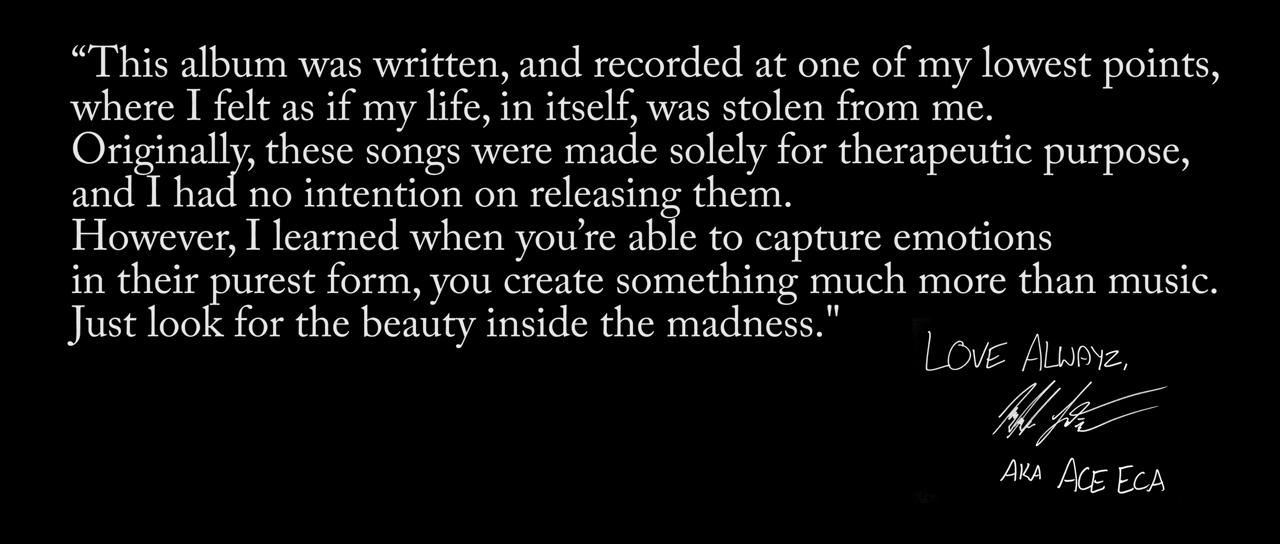 “This album was written, and recorded at one of my lowest points,
where I felt as if my life, in itself, was stolen from me.
Originally, these songs were made solely for therapeutic purpose,
and I had no intention on releasing them.
However, I learned when you’re able to capture emotions
in their purest form, you create something much more than music.
Just look for the beauty inside the madness."
LOVE ALWAYZ,
AKA ACE ECA